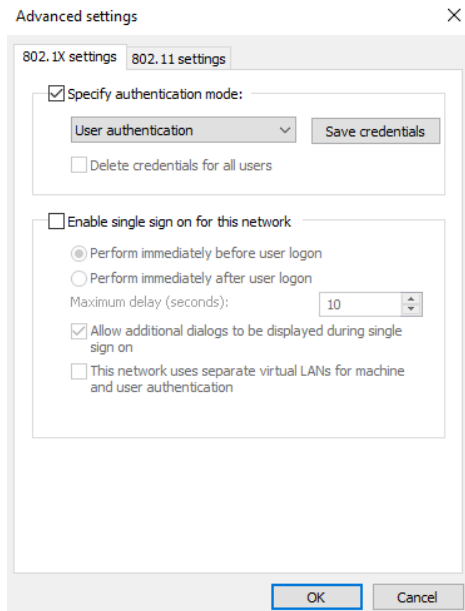 Advanced settings
802.1X settings
802.11 settings
Specify authentication mode:
User authentication
Save credentials
Delete credentials for all users
Enable single sign on for this network
Perform immediately before user logon
Perform immediately after user logon
Maximum delay (seconds):
10
Allow additional dialogs to be displayed during single
sign on
This network uses separate virtual LANs for machine
and user authentication
OK
Cancel